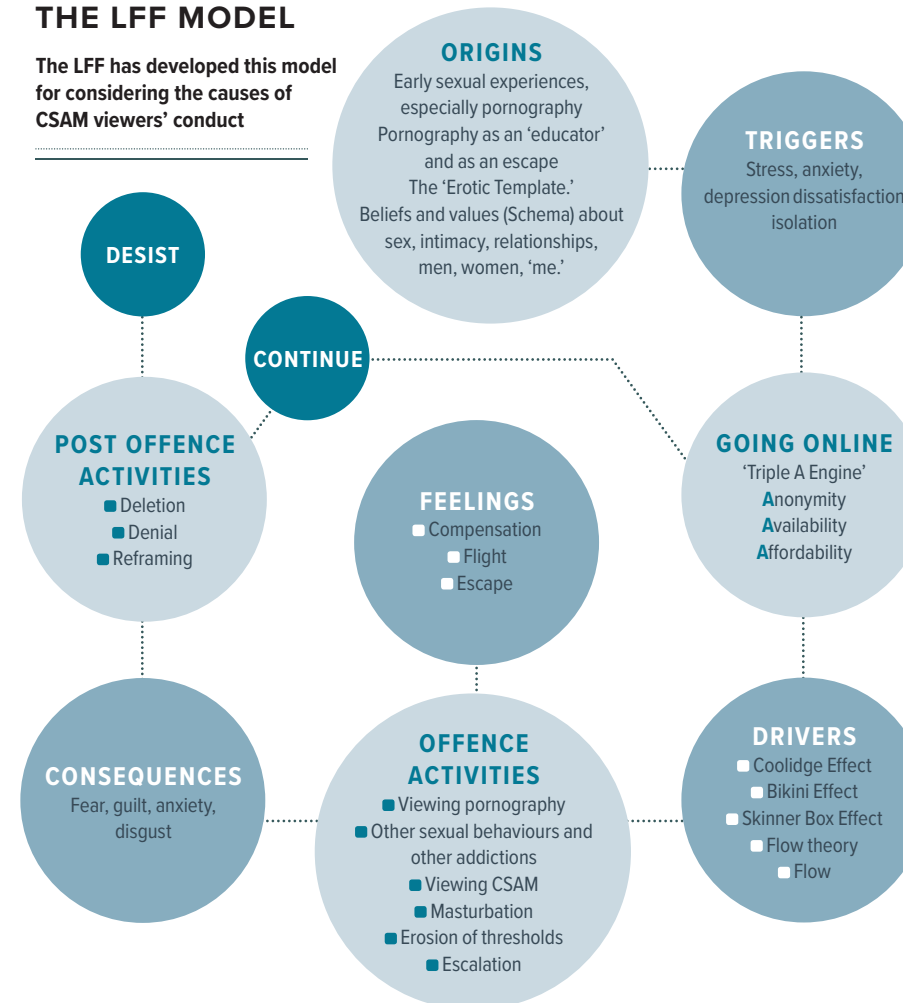 THE LFF MODEL
The LFF has developed this model
for considering the causes of
CSAM viewers’ conduct
ORIGINS
Early sexual experiences,
especially pornography
Pornography as an ‘educator’
and as an escape
The ‘Erotic Template.’
Beliefs and values (Schema) about
sex, intimacy, relationships,
men, women, ‘me.’
TRIGGERS
Stress, anxiety,
depression dissatisfaction
isolation
DESIST
CONTINUE
POST OFFENCE
ACTIVITIES
Deletion
Denial
Reframing
FEELINGS
Compensation
Flight
Escape
GOING ONLINE
‘Triple A Engine’
Anonymity
Availability
Affordability
CONSEQUENCES
Fear, guilt, anxiety,
disgust
OFFENCE
ACTIVITIES
Viewing pornography
Other sexual behaviours and
other addictions
Viewing CSAM
Masturbation
Erosion of thresholds
Escalation
DRIVERS
Coolidge Effect
Bikini Effect
Skinner Box Effect
Flow theory
Flow